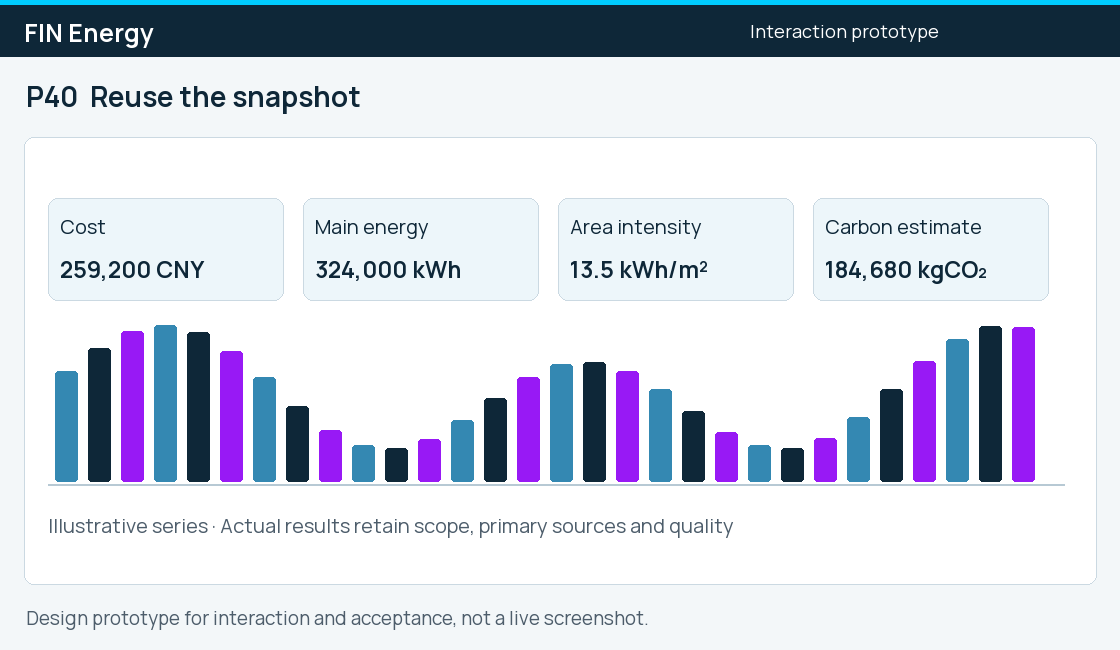 FIN Energy
Interaction prototype
P40 Reuse the snapshot
Cost
259,200 CNY
Main energy
324,000 kWh
Area intensity
13.5 kWh/m²
Carbon estimate
184,680 kgCO₂
Illustrative series · Actual results retain scope, primary sources and quality
Design prototype for interaction and acceptance, not a live screenshot.